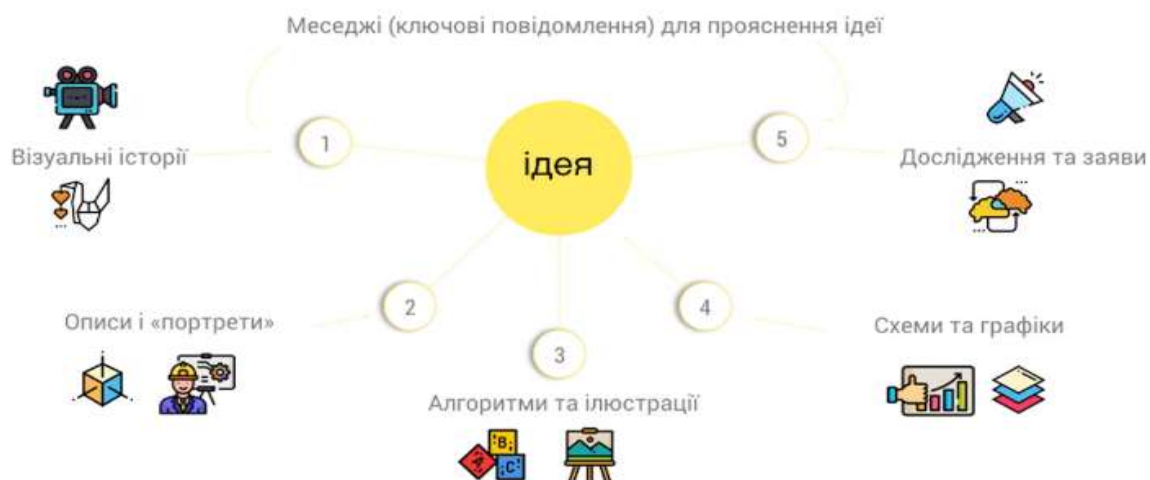 Меседжі (ключові повідомлення) для прояснення ідеї
1
ідея
5
Візуальні історії
Дослідження та заяви
2
4
Описи і «портрети»
Схеми та графіки
3
Алгоритми та ілюстрації
B
A
C